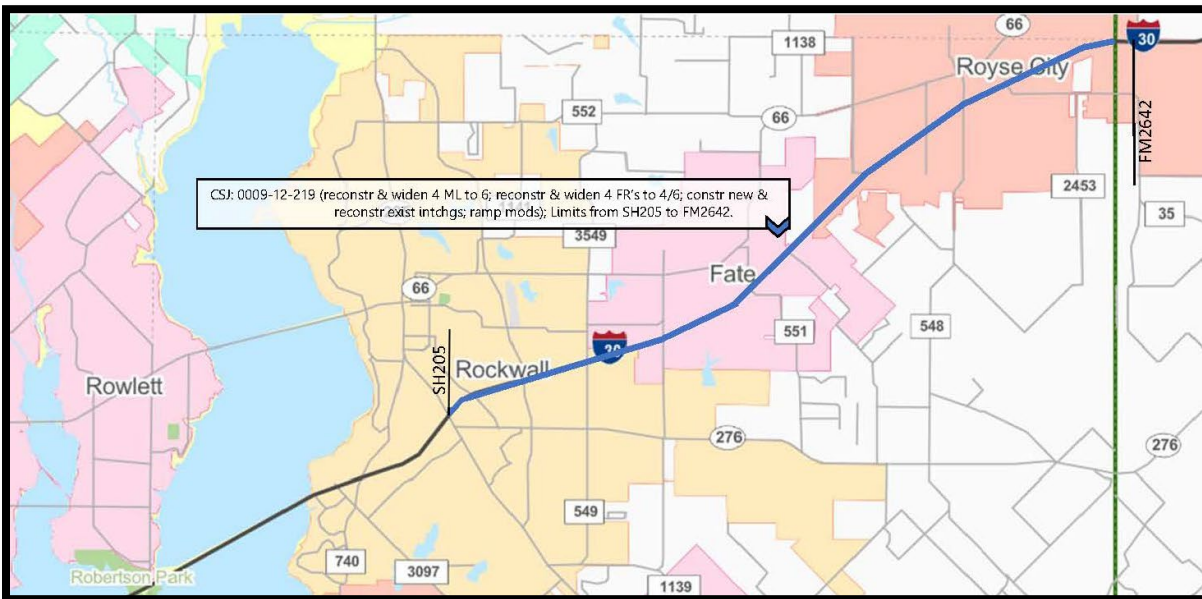 66
30
1138
Royse City
552
66
FM2642
2453
CSJ: 0009-12-219 (reconstr & widen 4 ML to 6; reconstr & widen 4 FR's to 4/6; constr new &
reconstr exist intchgs; ramp mods); Limits from SH205 to FM2642.
35
3549
Fate
66
551
548
30
SH205
Rockwall
Rowlett
276
276
549
740
3097
Robertson Park
1139